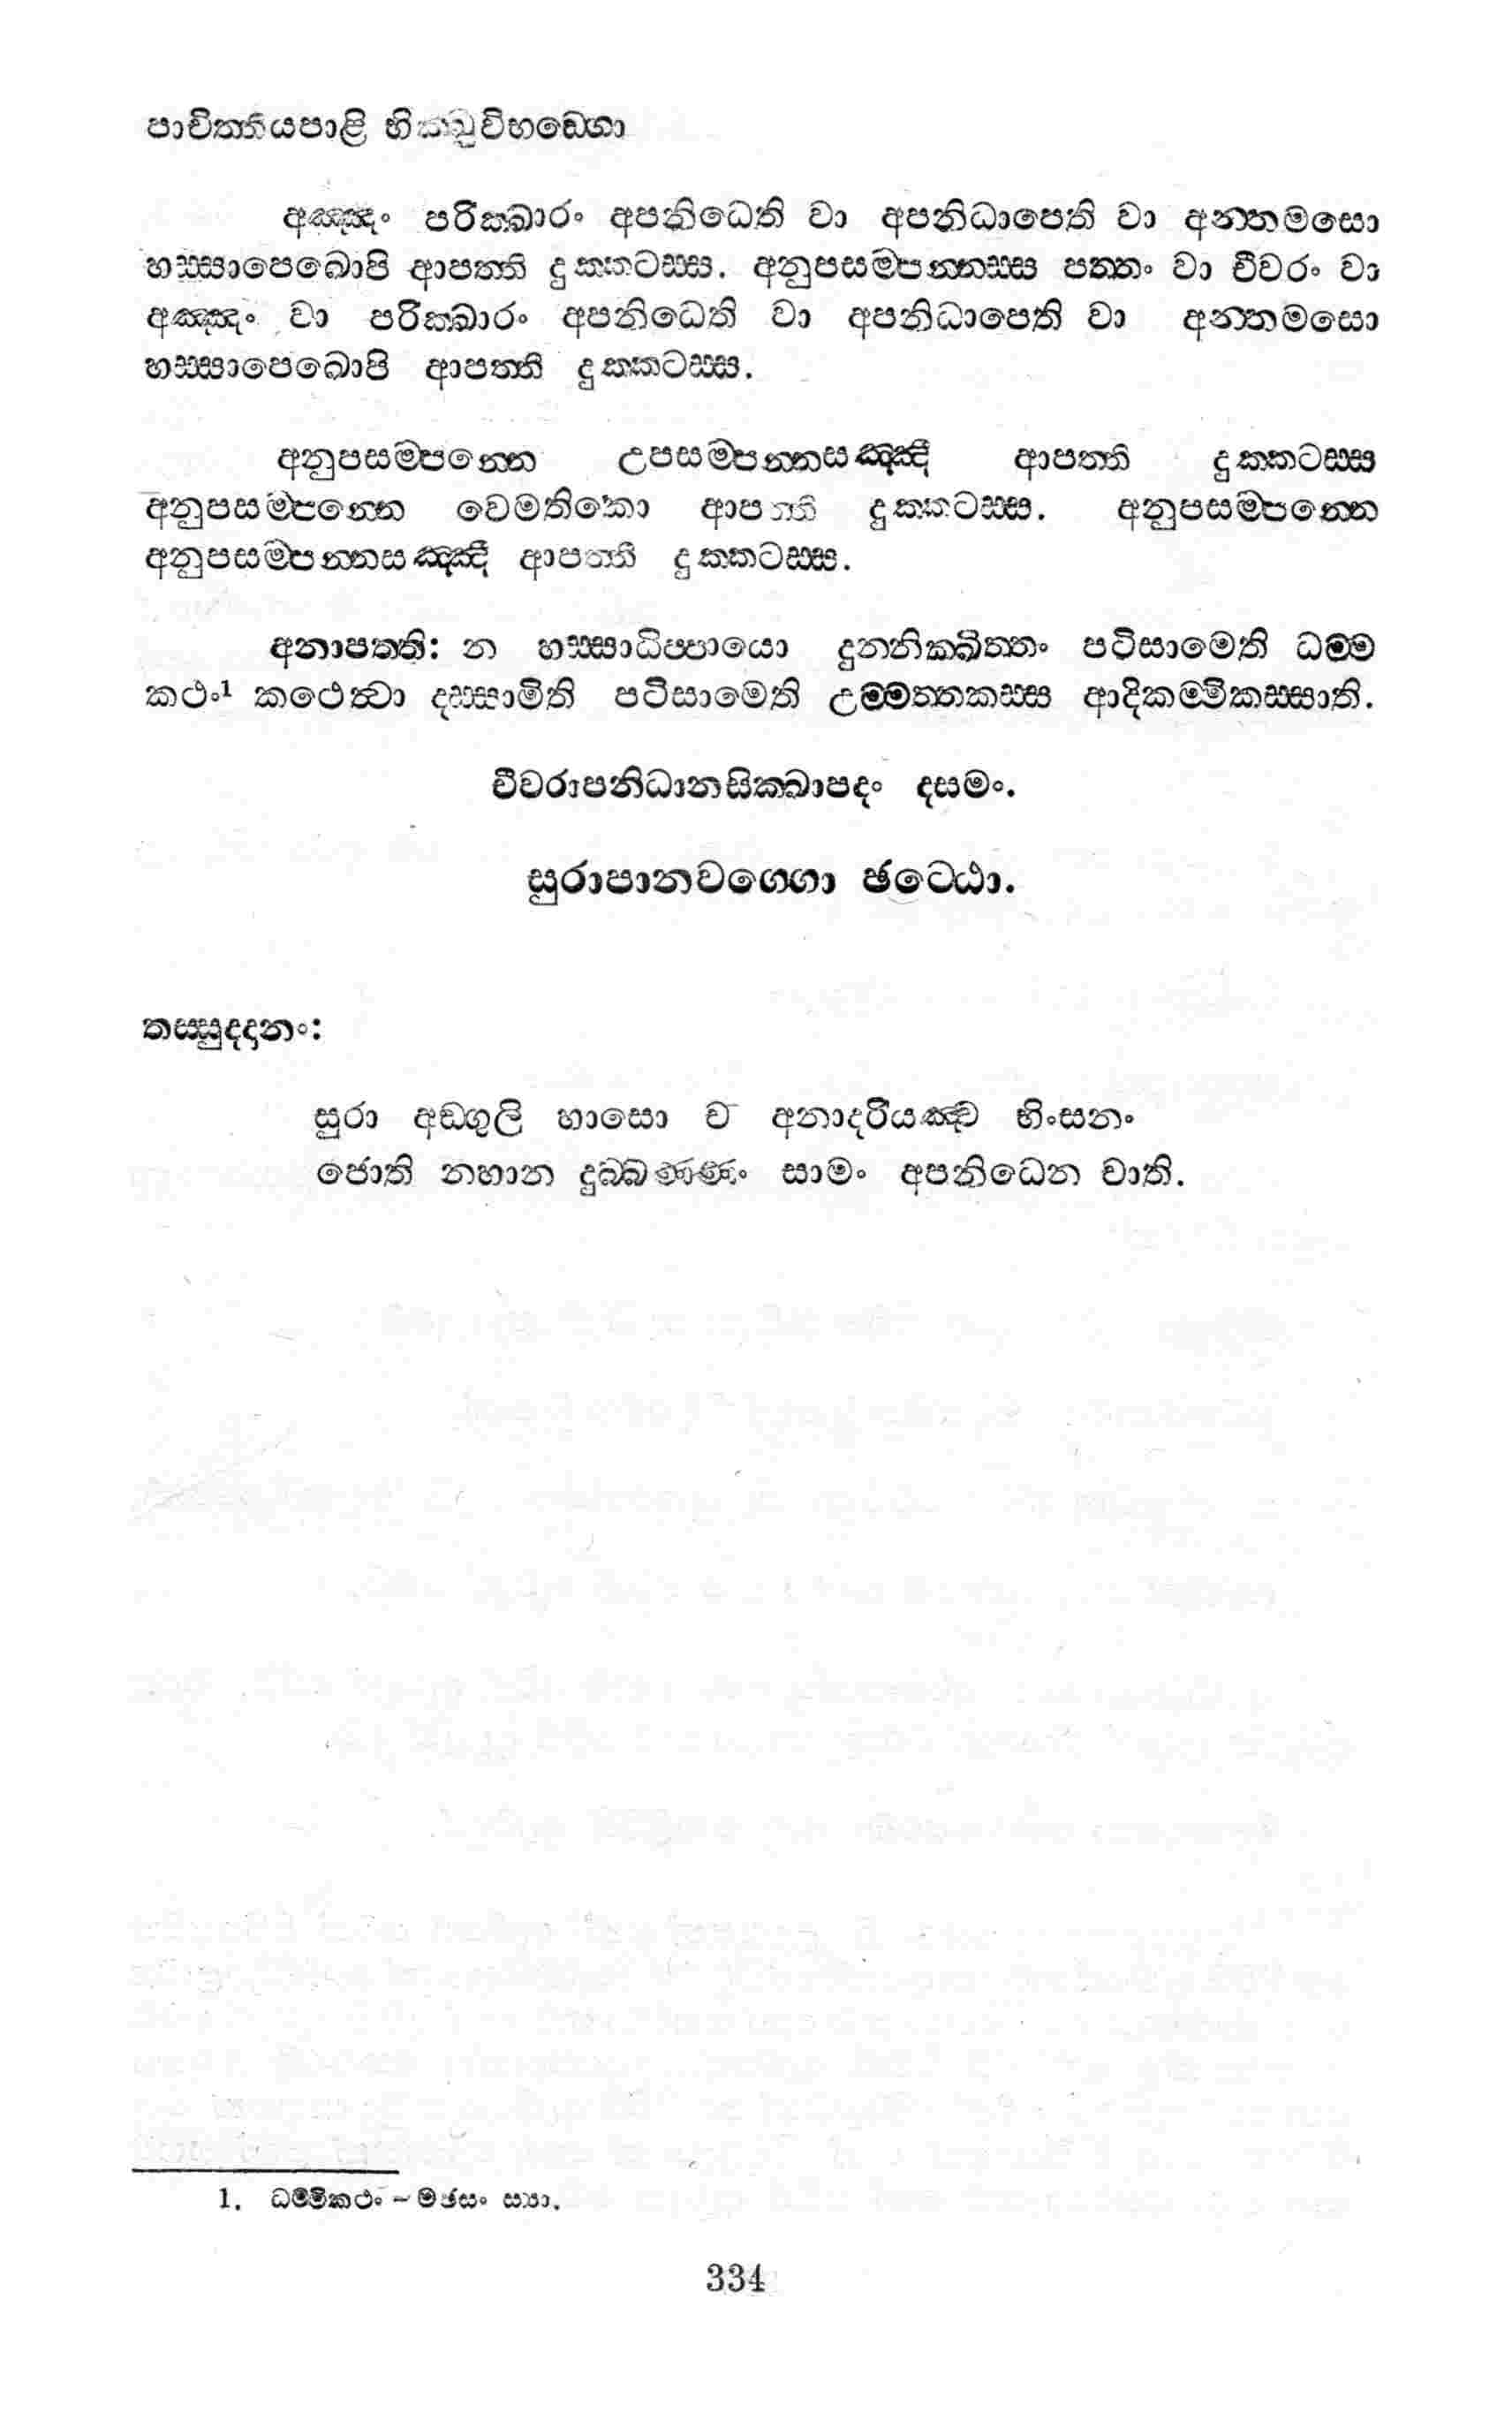 පාචිත්තියපාළි භික්ඛුවිභඞ්ගො
අඤ්ඤං පරික්ඛාරං අපනිධෙති වා අපනිධාපෙති වා අන්තමසො
හස්සාපෙඛොපි ආපත්ති දුක්කටස්ස. අනුපසම්පන්නස්ස පත්තං වා චීවරං වා
අඤ්ඤං වා පරික්ඛාරං අපනිධෙති වා අපනිධාපෙති වා අන්තමසො
හස්සාපෙඛොපි ආපත්ති දුක්කටස්ස.
අනුපසම්පන්නෙ උපසම්පන්නසඤ්ඤී ආපත්ති දුක්කටස්ස
අනුපසම්පන්නෙ වෙමතිකො ආපත්ති දුක්කටස්ස. අනුපසම්පන්නෙ
අනුපසම්පන්නසඤ්ඤී ආපත්ති දුක්කටස්ස.
අනාපත්ති: න හස්සාධිප්පායො දුන්නික්ඛිත්තං පටිසාමෙති ධම්ම
කථං¹ කථෙත්වා දස්සාමීති පටිසාමෙති උම්මත්තකස්ස ආදිකම්මිකස්සාති.
චීවරාපනිධානසික්ඛාපදං දසමං.
සුරාපානවග්ගො ඡට්ඨො.
තස්සුද්දානං:
සුරා අඞ්ගුලි හාසො ච අනාදරියඤ්ච භිංසනං
ජොති නහාන දුබ්බණ්ණං සාමං අපනිධෙන චාති.
1. ධම්මිකථං - මඡසං ස්‍යා.
334